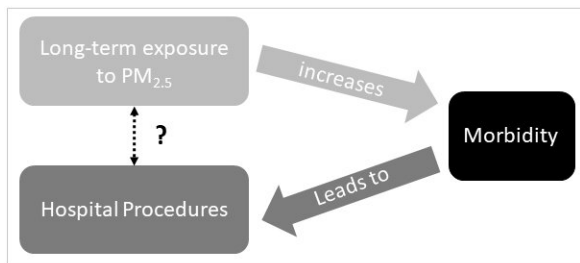 Long-term exposure
to PM2.5
increases
Morbidity
?
Leads to
Hospital Procedures